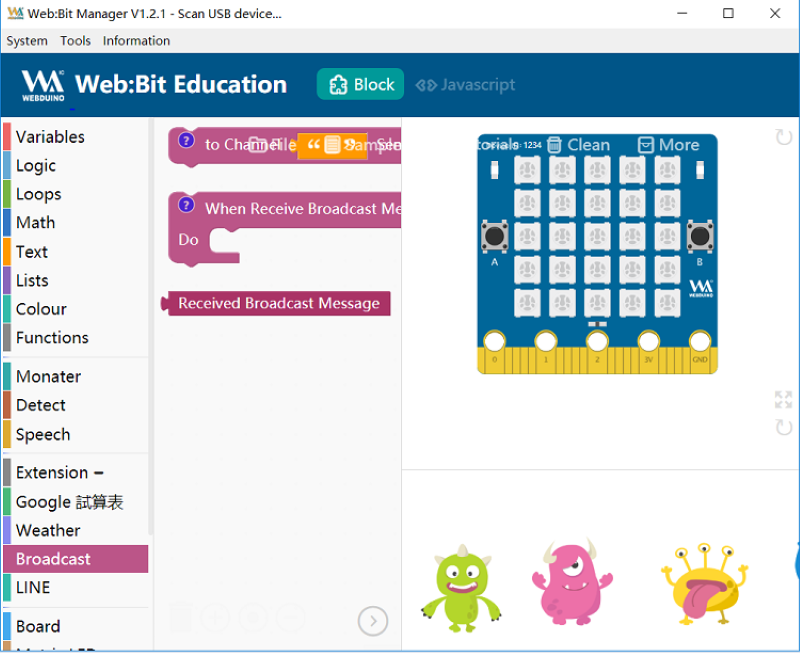 Web:Bit Manager V1.2.1 - Scan USB device...
System Tools Information
WEBDUINO Web:Bit Education Block Javascript
Variables
Logic
Loops
Math
Text
Lists
Colour
Functions
Monater
Detect
Speech
Extension –
Google 試算表
Weather
Broadcast
LINE
Board
to Channel
“ ”
When Receive Broadcast Me
Do
Received Broadcast Message
1234 Clean More
A
B
WEBDUINO
0 1 2 3V GND